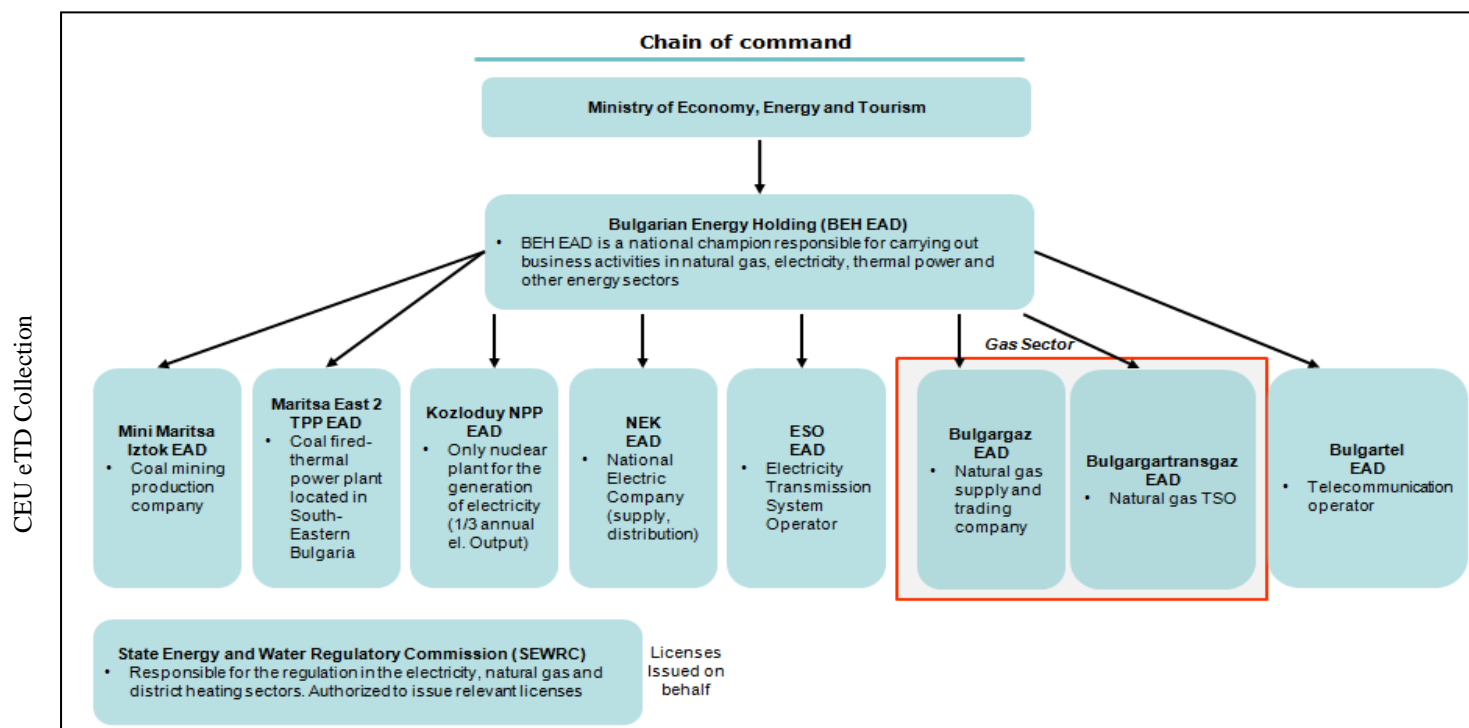 CEU eTD Collection
Chain of command
Ministry of Economy, Energy and Tourism
Bulgarian Energy Holding (BEH EAD)
• BEH EAD is a national champion responsible for carrying out
business activities in natural gas, electricity, thermal power and
other energy sectors
Gas Sector
Mini Maritsa
Iztok EAD
• Coal mining
production
company
Maritsa East 2
TPP EAD
• Coal fired-
thermal
power plant
located in
South-
Eastern
Bulgaria
Kozloduy NPP
EAD
• Only nuclear
plant for the
generation
of electricity
(1/3 annual
el. Output)
NEK
EAD
• National
Electric
Company
(supply,
distribution)
ESO
EAD
• Electricity
Transmission
System
Operator
Bulgargaz
EAD
• Natural gas
supply and
trading
company
Bulgargartransgaz
EAD
• Natural gas TSO
Bulgartel
EAD
• Telecommunication
operator
State Energy and Water Regulatory Commission (SEWRC)
• Responsible for the regulation in the electricity, natural gas and
district heating sectors. Authorized to issue relevant licenses
Licenses
Issued on
behalf